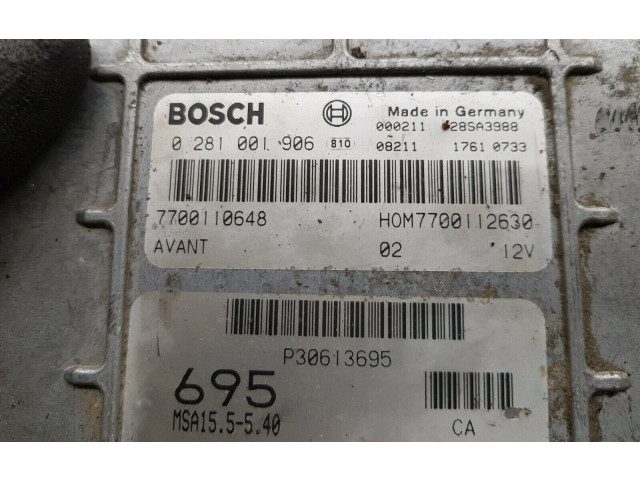 BOSCH Made in Germany
000211 *28SA3988
0 281 001 906 810 08211 1761 0733
7700110648 HOM7700112630
AVANT 02 12V
P30613695
695
MSA15.5-5.40 CA